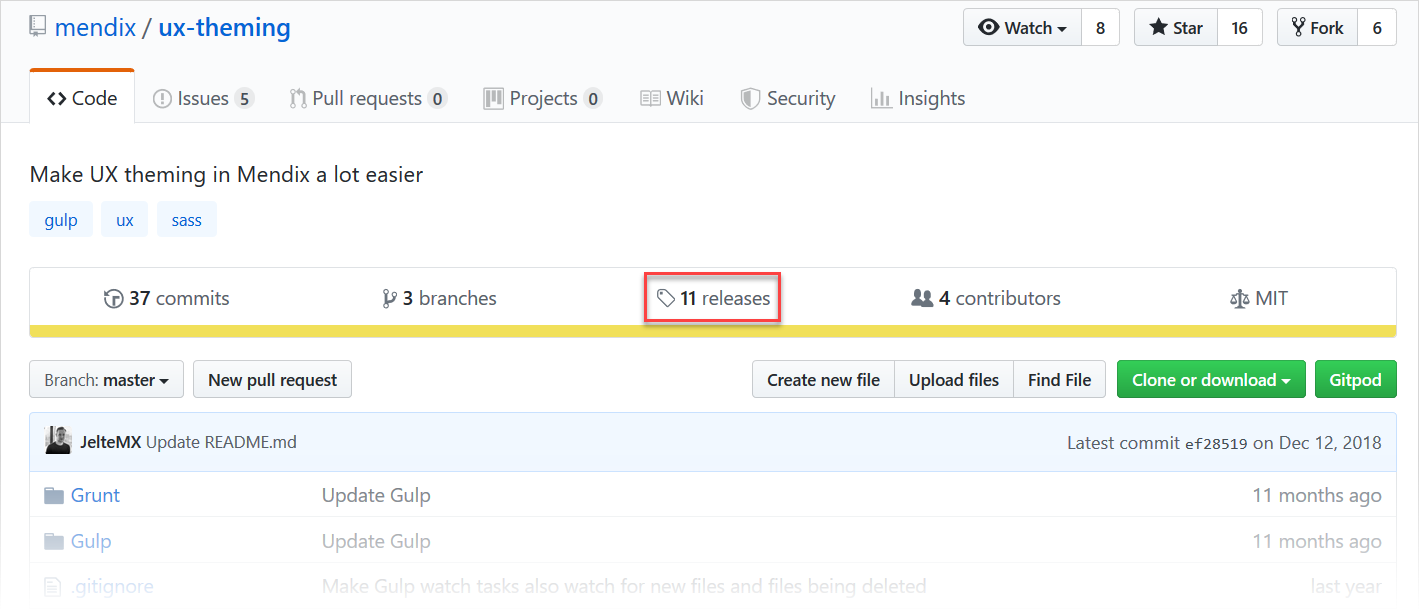 mendix / ux-theming Watch 8 Star 16 Fork 6
Code Issues 5 Pull requests 0 Projects 0 Wiki Security Insights
Make UX theming in Mendix a lot easier
gulp ux sass
37 commits 3 branches 11 releases 4 contributors MIT
Branch: master New pull request Create new file Upload files Find File Clone or download Gitpod
JelteMX Update README.md Latest commit ef28519 on Dec 12, 2018
Grunt Update Gulp 11 months ago
Gulp Update Gulp 11 months ago
.gitignore Make Gulp watch tasks also watch for new files and files being deleted last year